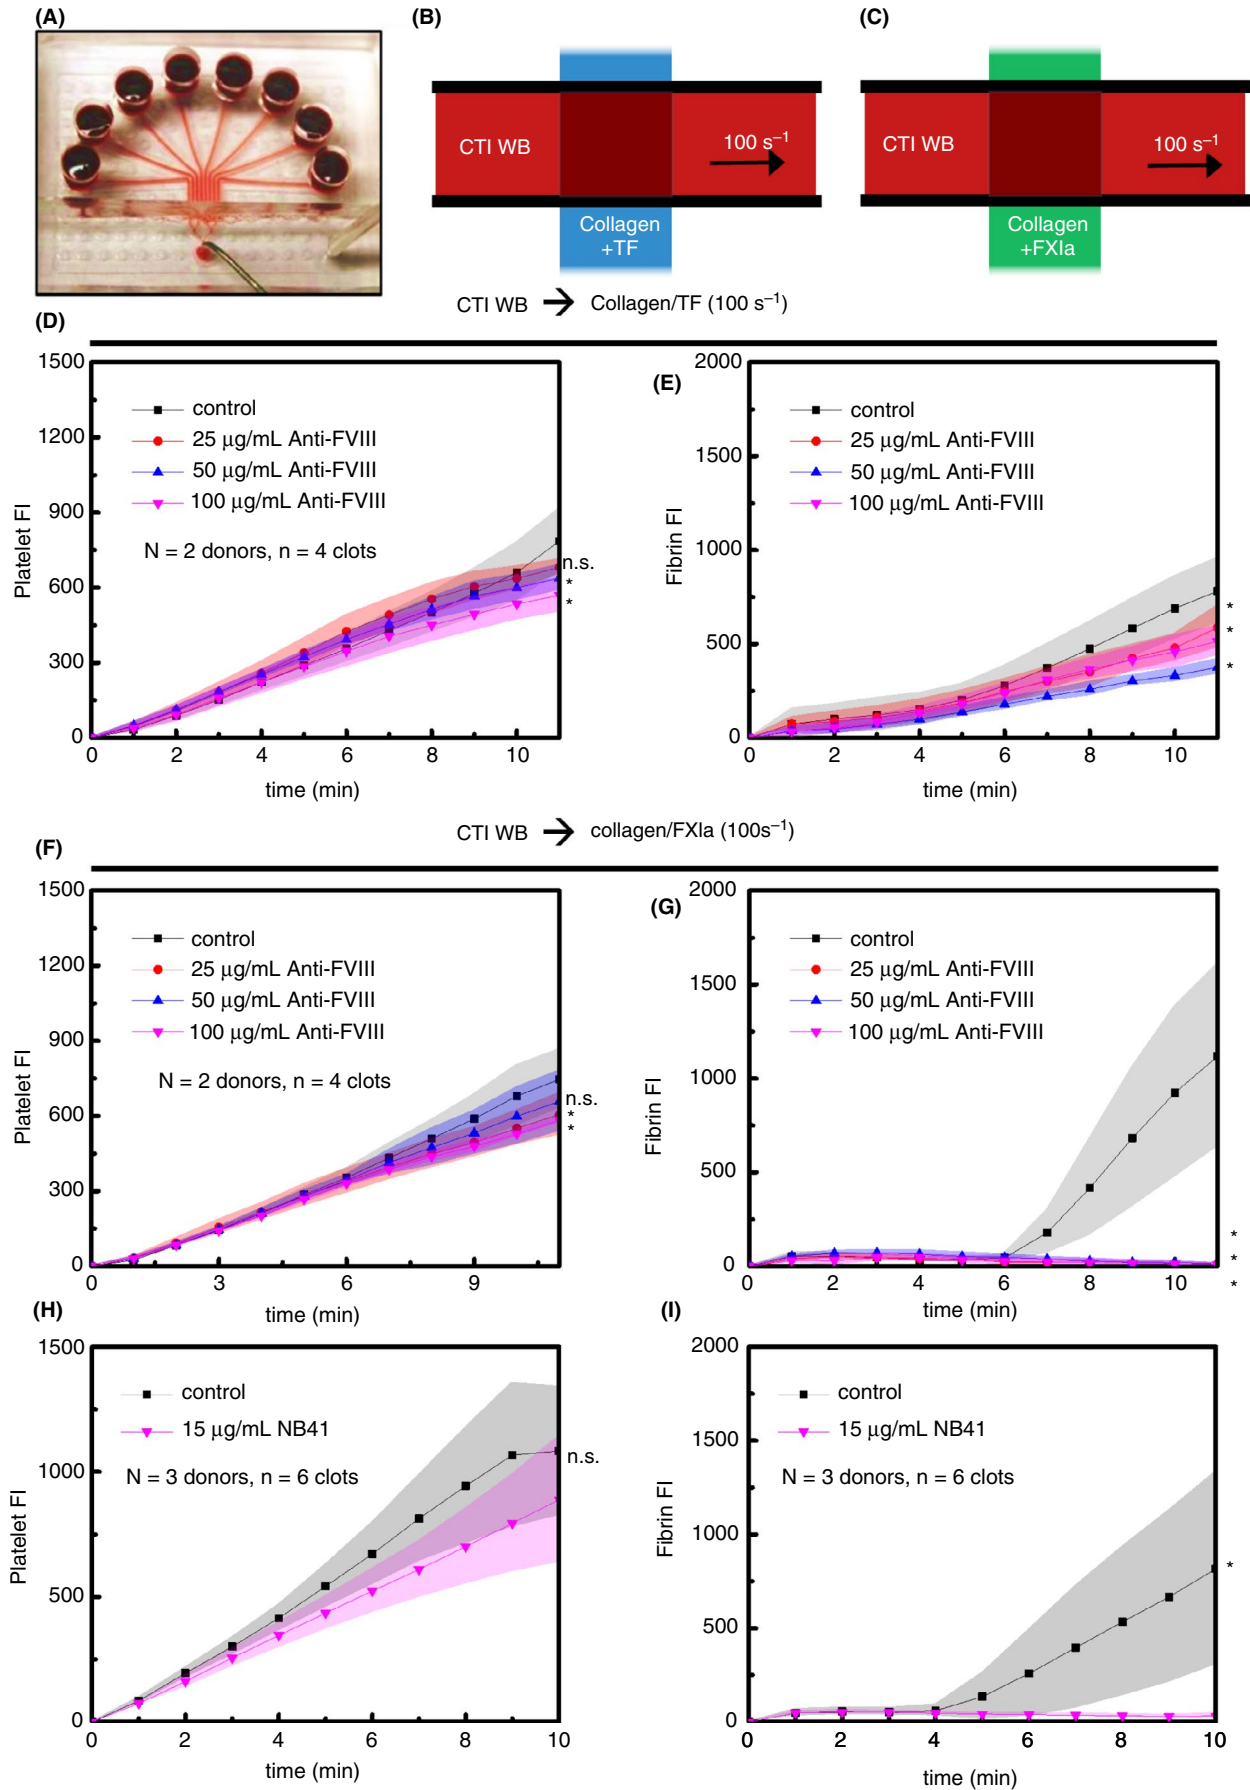 (A)
(B)
(C)
CTI WB
100 s–1
Collagen
+TF
CTI WB
100 s–1
Collagen
+FXIa
CTI WB → Collagen/TF (100 s–1)
(D)
1500
1200
900
600
300
0
Platelet FI
control
25 μg/mL Anti-FVIII
50 μg/mL Anti-FVIII
100 μg/mL Anti-FVIII
N = 2 donors, n = 4 clots
n.s.
*
*
0 2 4 6 8 10
time (min)
(E)
2000
1500
1000
500
0
Fibrin FI
control
25 μg/mL Anti-FVIII
50 μg/mL Anti-FVIII
100 μg/mL Anti-FVIII
*
*
*
0 2 4 6 8 10
time (min)
CTI WB → collagen/FXIa (100s–1)
(F)
1500
1200
900
600
300
0
Platelet FI
control
25 μg/mL Anti-FVIII
50 μg/mL Anti-FVIII
100 μg/mL Anti-FVIII
N = 2 donors, n = 4 clots
n.s.
*
*
0 3 6 9
time (min)
(G)
2000
1500
1000
500
0
Fibrin FI
control
25 μg/mL Anti-FVIII
50 μg/mL Anti-FVIII
100 μg/mL Anti-FVIII
*
*
*
0 2 4 6 8 10
time (min)
(H)
1500
1000
500
0
Platelet FI
control
15 μg/mL NB41
N = 3 donors, n = 6 clots
n.s.
0 2 4 6 8 10
time (min)
(I)
2000
1500
1000
500
0
Fibrin FI
control
15 μg/mL NB41
N = 3 donors, n = 6 clots
*
0 2 4 6 8 10
time (min)